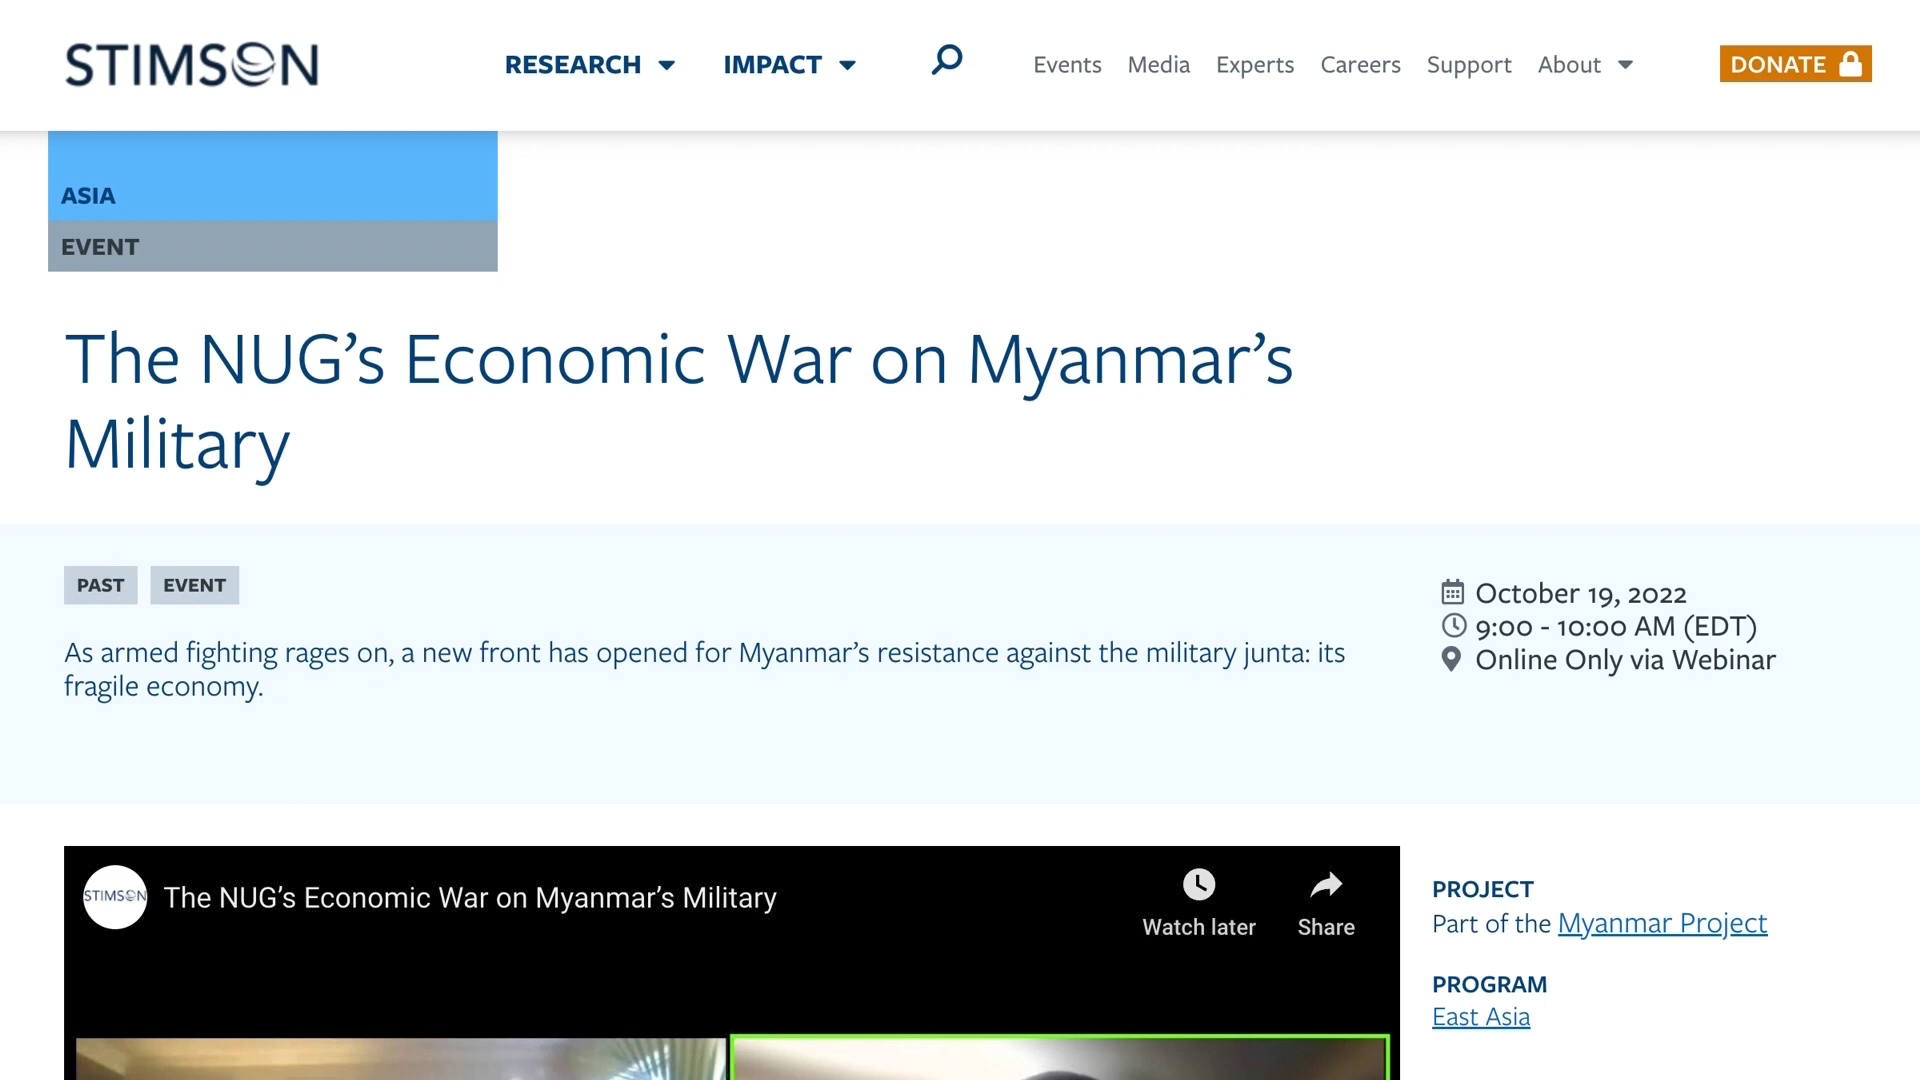 STIMSON
RESEARCH
IMPACT
Events
Media
Experts
Careers
Support
About
DONATE
ASIA
EVENT
The NUG’s Economic War on Myanmar’s
Military
PAST
EVENT
As armed fighting rages on, a new front has opened for Myanmar’s resistance against the military junta: its
fragile economy.
October 19, 2022
9:00 - 10:00 AM (EDT)
Online Only via Webinar
STIMSON
The NUG’s Economic War on Myanmar’s Military
Watch later
Share
PROJECT
Part of the Myanmar Project
PROGRAM
East Asia